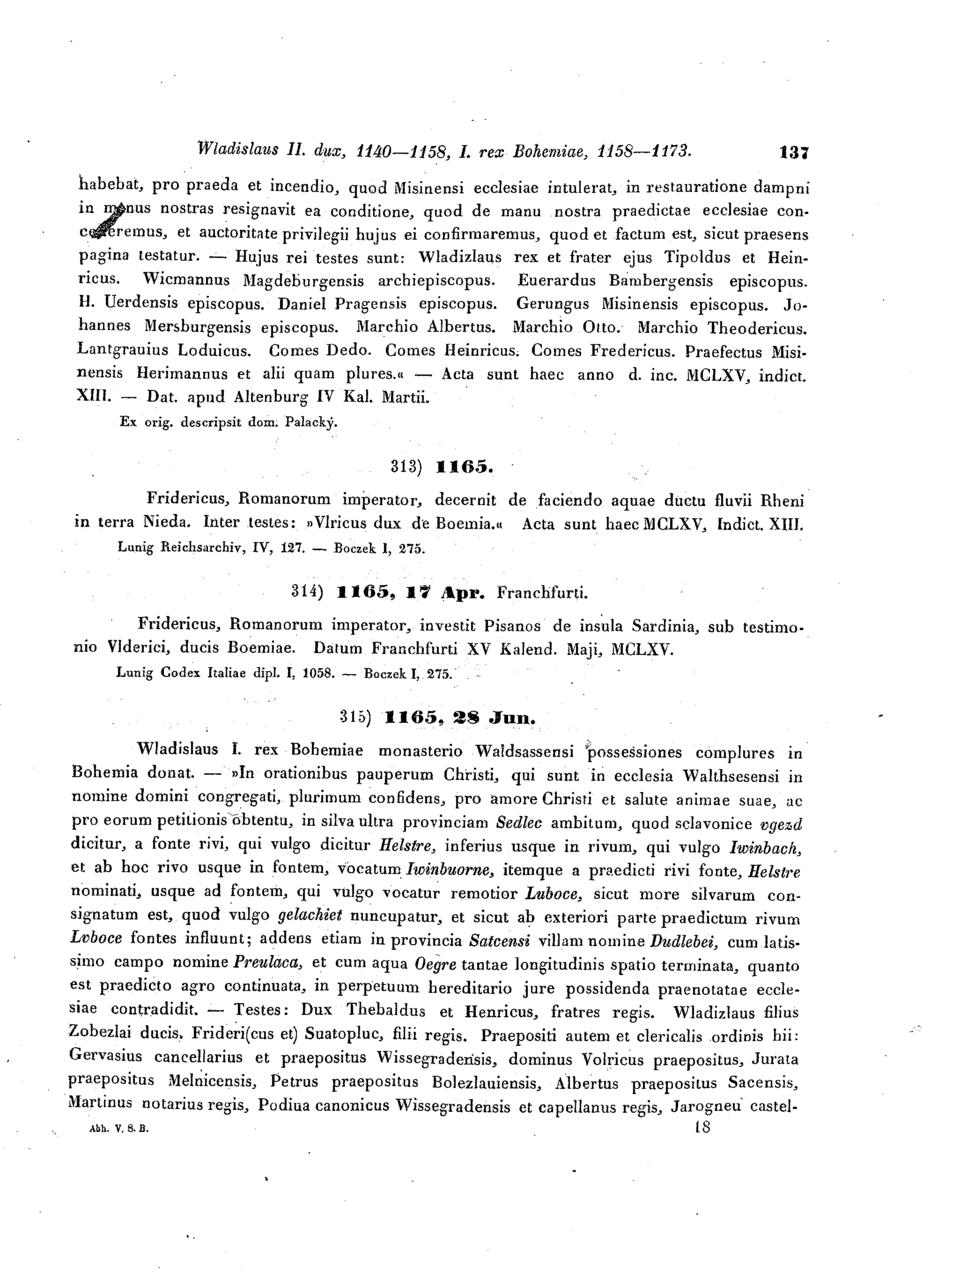 Wladislaus II. dux, 1140—1158, I. rex Bohemiae, 1158—1173. 137
habebat, pro praeda et incendio, quod Misinensi ecclesiae intulerat, in restauratione dampni
in manus nostras resignavit ea conditione, quod de manu nostra praedictae ecclesiae con-
cederemus, et auctoritate privilegii hujus ei confirmaremus, quod et factum est, sicut praesens
pagina testatur. — Hujus rei testes sunt: Wladizlaus rex et frater ejus Tipoldus et Hein-
ricus. Wicmannus Magdeburgensis archiepiscopus. Euerardus Bambergensis episcopus.
H. Uerdensis episcopus. Daniel Pragensis episcopus. Gerungus Misinensis episcopus. Jo-
hannes Mersburgensis episcopus. Marchio Albertus. Marchio Otto. Marchio Theodericus.
Lantgrauius Loduicus. Comes Dedo. Comes Heinricus. Comes Fredericus. Praefectus Misi-
nensis Herimannus et alii quam plures.« — Acta sunt haec anno d. inc. MCLXV, indict.
XIII. — Dat. apud Altenburg IV Kal. Martii.
Ex orig. descripsit dom. Palacký.
313) 1165.
Fridericus, Romanorum imperator, decernit de faciendo aquae ductu fluvii Rheni
in terra Nieda. Inter testes: »Vlricus dux de Boemia.« Acta sunt haec MCLXV, Indict. XIII.
Lunig Reichsarchiv, IV, 127. — Boczek I, 275.
314) 1165, 17 Apr. Franchfurti.
Fridericus, Romanorum imperator, investit Pisanos de insula Sardinia, sub testimo-
nio Vlderici, ducis Boemiae. Datum Franchfurti XV Kalend. Maji, MCLXV.
Lunig Codex Italiae dipl. I, 1058. — Boczek I, 275.
315) 1165, 28 Jun.
Wladislaus I. rex Bohemiae monasterio Waldsassensi possessiones complures in
Bohemia donat. — »In orationibus pauperum Christi, qui sunt in ecclesia Walthsesensi in
nomine domini congregati, plurimum confidens, pro amore Christi et salute animae suae, ac
pro eorum petitionis obtentu, in silva ultra provinciam Sedlec ambitum, quod sclavonice vgezd
dicitur, a fonte rivi, qui vulgo dicitur Helstre, inferius usque in rivum, qui vulgo Iwinbach,
et ab hoc rivo usque in fontem, vocatum Iwinbuorne, itemque a praedicti rivi fonte, Helstre
nominati, usque ad fontem, qui vulgo vocatur remotior Luboce, sicut more silvarum con-
signatum est, quod vulgo gelachiet nuncupatur, et sicut ab exteriori parte praedictum rivum
Lvboce fontes influunt; addens etiam in provincia Satcensi villam nomine Dudlebei, cum latis-
simo campo nomine Preulaca, et cum aqua Oegre tantae longitudinis spatio terminata, quanto
est praedicto agro continuata, in perpetuum hereditario jure possidenda praenotatae eccle-
siae contradidit. — Testes: Dux Thebaldus et Henricus, fratres regis. Wladizlaus filius
Zobezlai ducis. Frideri(cus et) Suatopluc, filii regis. Praepositi autem et clericalis ordinis hii:
Gervasius cancellarius et praepositus Wissegradensis, dominus Volricus praepositus, Jurata
praepositus Melnicensis, Petrus praepositus Bolezlauiensis, Albertus praepositus Sacensis,
Martinus notarius regis, Podiua canonicus Wissegradensis et capellanus regis, Jarogneu castel-
Abh. V. S. B. 18